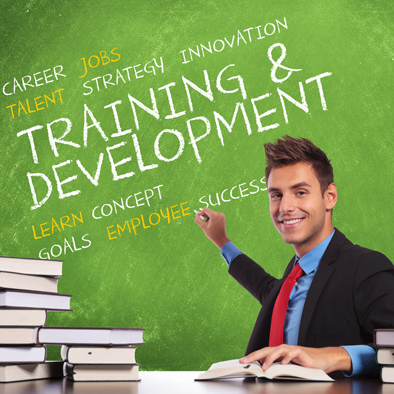 CAREER JOBS
TALENT STRATEGY INNOVATION
TRAINING &
DEVELOPMENT
LEARN CONCEPT
GOALS EMPLOYEE SUCCESS